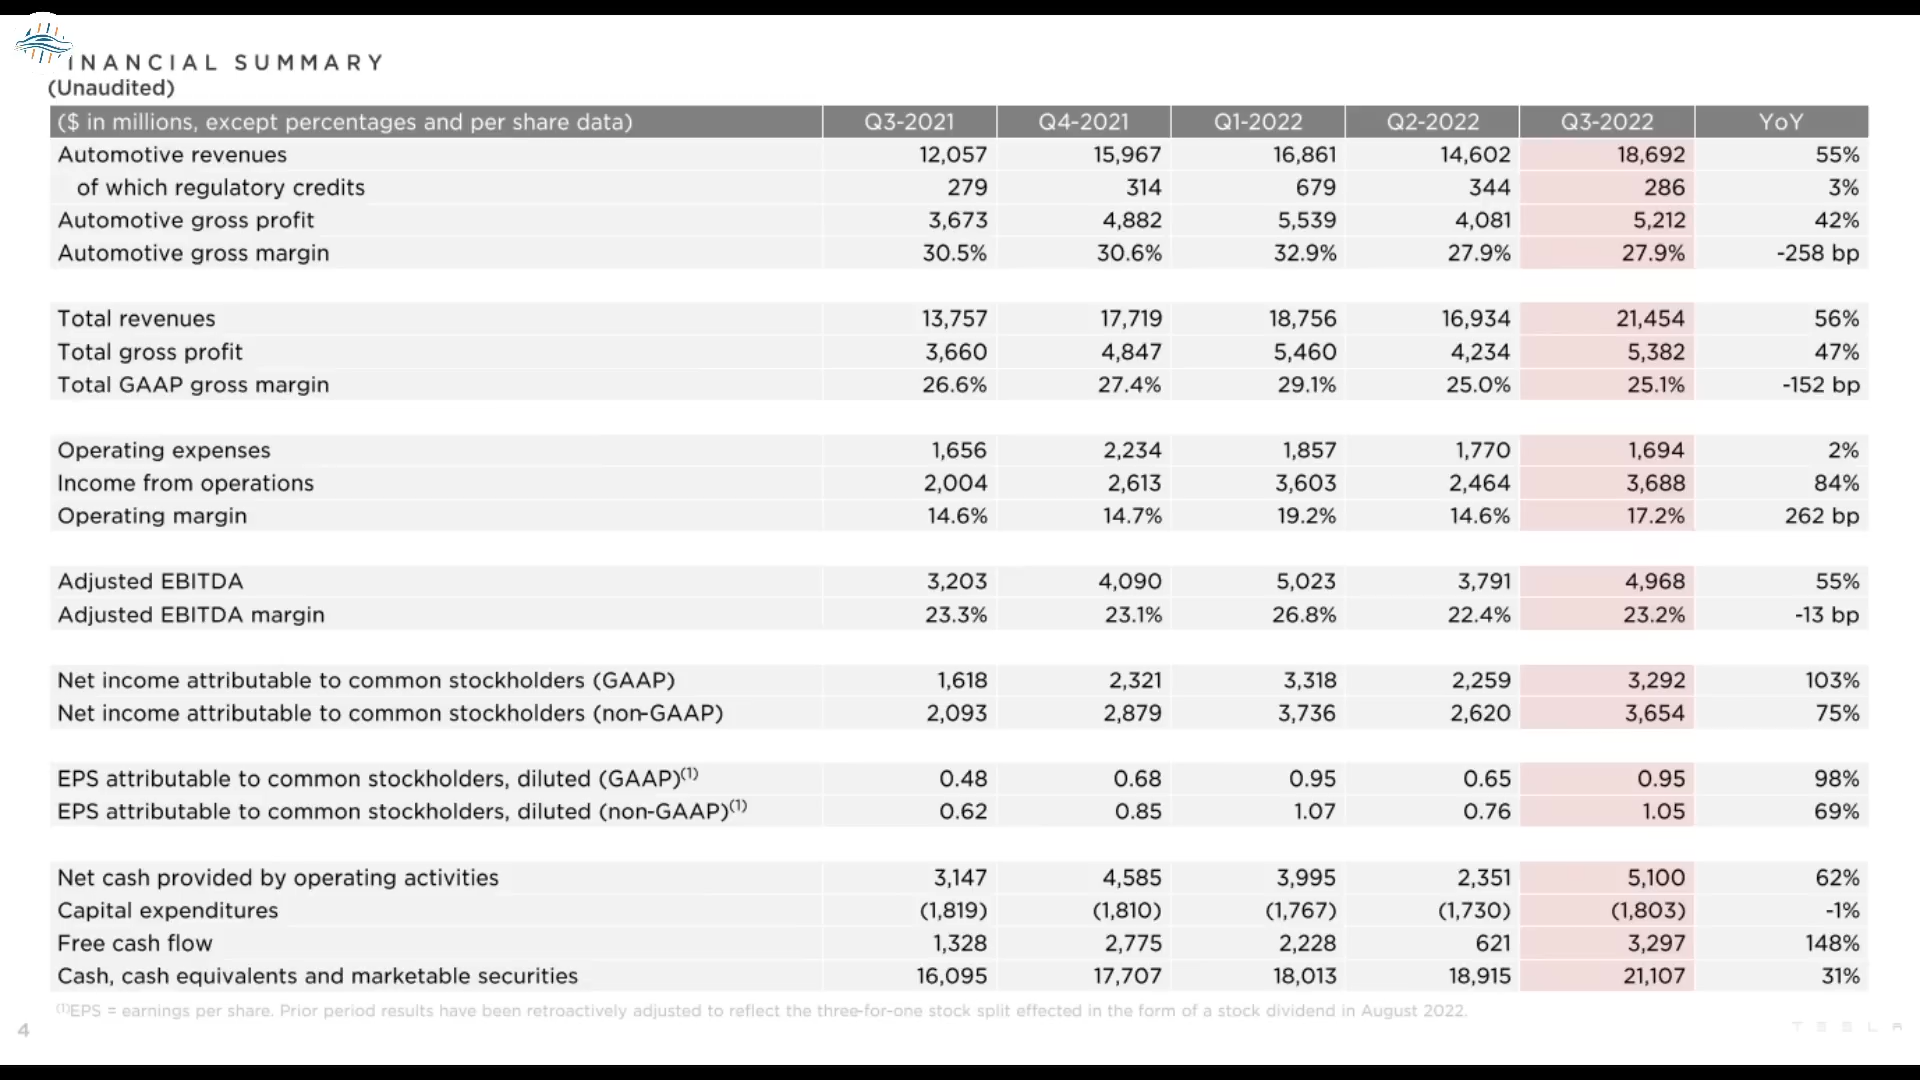 INANCIAL SUMMARY
(Unaudited)
($ in millions, except percentages and per share data) Q3-2021 Q4-2021 Q1-2022 Q2-2022 Q3-2022 YoY
Automotive revenues 12,057 15,967 16,861 14,602 18,692 55%
of which regulatory credits 279 314 679 344 286 3%
Automotive gross profit 3,673 4,882 5,539 4,081 5,212 42%
Automotive gross margin 30.5% 30.6% 32.9% 27.9% 27.9% -258 bp
Total revenues 13,757 17,719 18,756 16,934 21,454 56%
Total gross profit 3,660 4,847 5,460 4,234 5,382 47%
Total GAAP gross margin 26.6% 27.4% 29.1% 25.0% 25.1% -152 bp
Operating expenses 1,656 2,234 1,857 1,770 1,694 2%
Income from operations 2,004 2,613 3,603 2,464 3,688 84%
Operating margin 14.6% 14.7% 19.2% 14.6% 17.2% 262 bp
Adjusted EBITDA 3,203 4,090 5,023 3,791 4,968 55%
Adjusted EBITDA margin 23.3% 23.1% 26.8% 22.4% 23.2% -13 bp
Net income attributable to common stockholders (GAAP) 1,618 2,321 3,318 2,259 3,292 103%
Net income attributable to common stockholders (non-GAAP) 2,093 2,879 3,736 2,620 3,654 75%
EPS attributable to common stockholders, diluted (GAAP)(1) 0.48 0.68 0.95 0.65 0.95 98%
EPS attributable to common stockholders, diluted (non-GAAP)(1) 0.62 0.85 1.07 0.76 1.05 69%
Net cash provided by operating activities 3,147 4,585 3,995 2,351 5,100 62%
Capital expenditures (1,819) (1,810) (1,767) (1,730) (1,803) -1%
Free cash flow 1,328 2,775 2,228 621 3,297 148%
Cash, cash equivalents and marketable securities 16,095 17,707 18,013 18,915 21,107 31%
(1)EPS = earnings per share. Prior period results have been retroactively adjusted to reflect the three-for-one stock split effected in the form of a stock dividend in August 2022.
4
TESLA